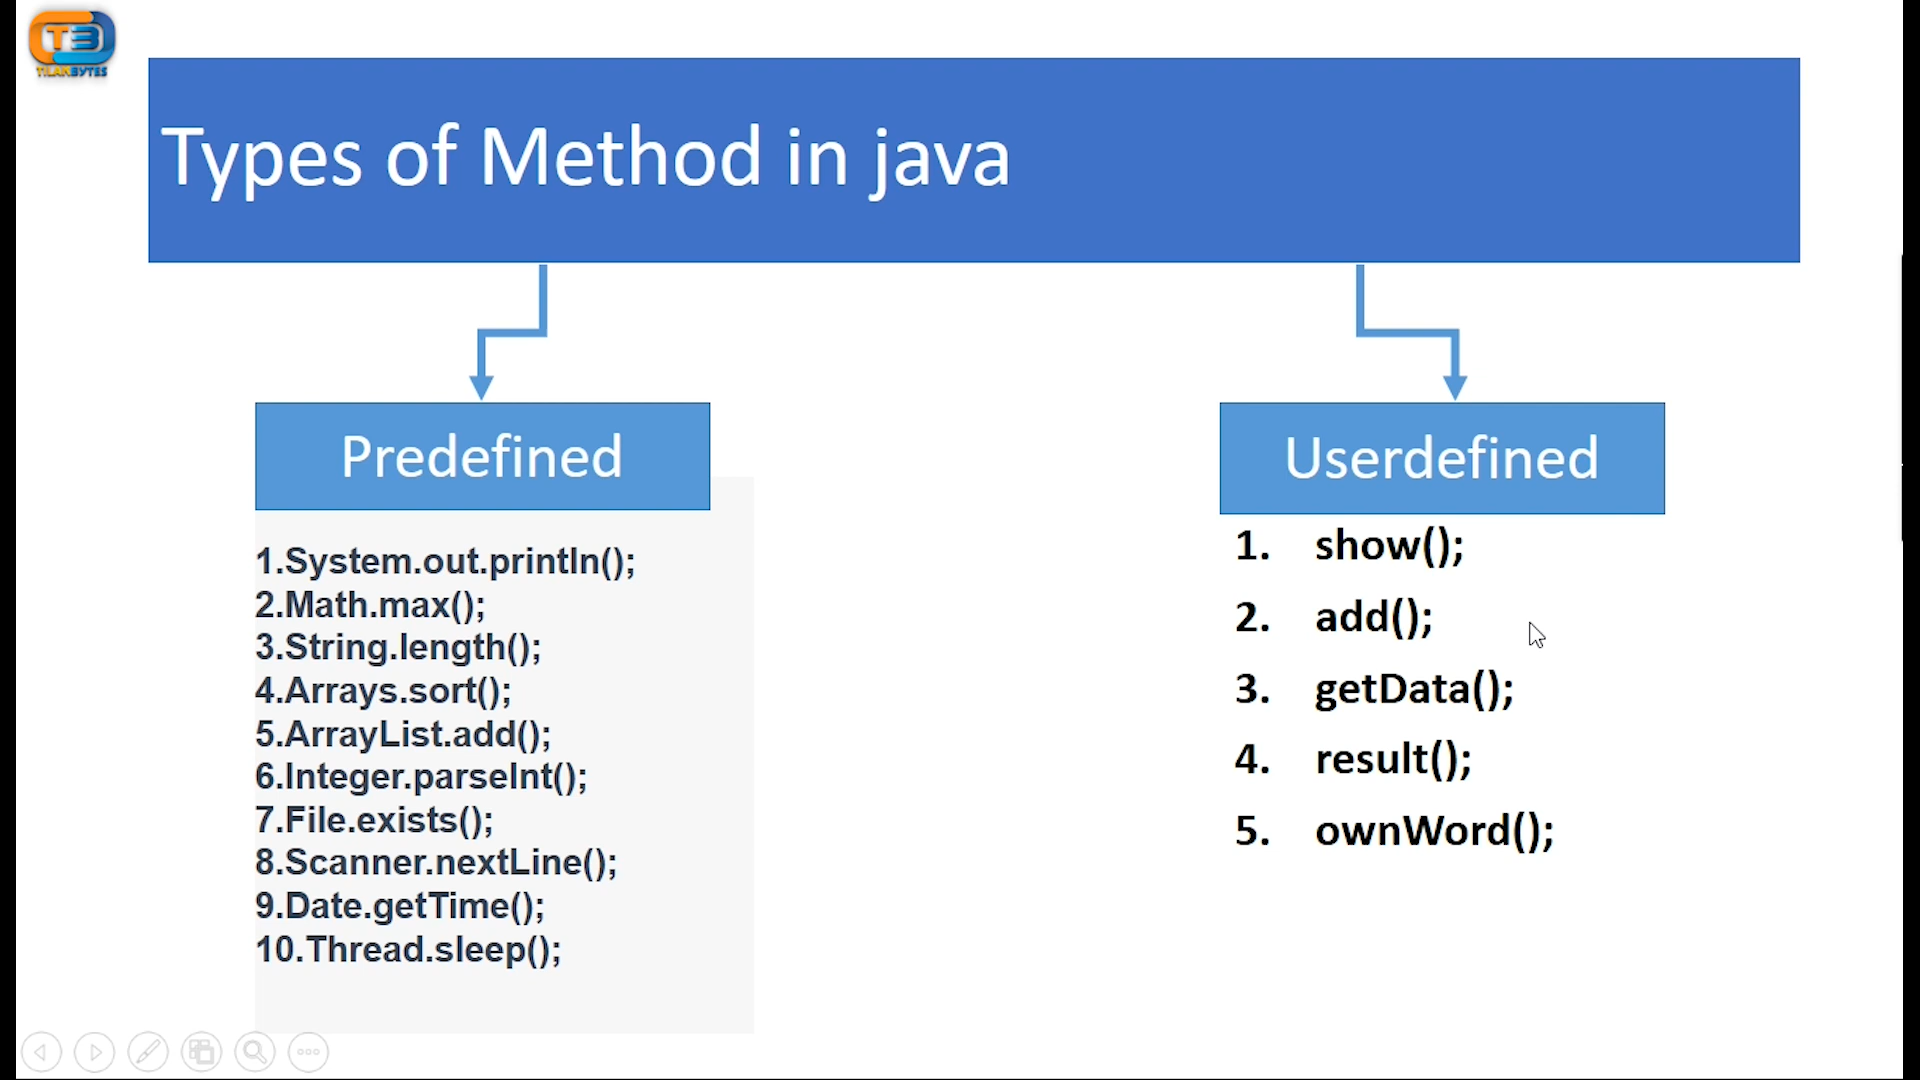 T3
TILAKBYTES
Types of Method in java
Predefined
1.System.out.println();
2.Math.max();
3.String.length();
4.Arrays.sort();
5.ArrayList.add();
6.Integer.parseInt();
7.File.exists();
8.Scanner.nextLine();
9.Date.getTime();
10.Thread.sleep();
Userdefined
1. show();
2. add();
3. getData();
4. result();
5. ownWord();